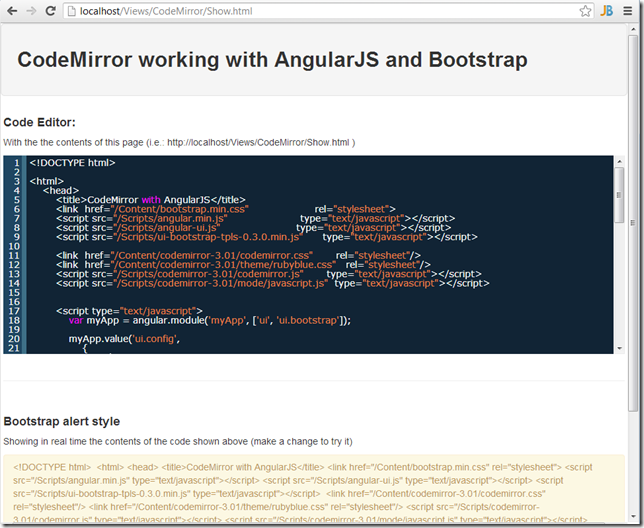 localhost/Views/CodeMirror/Show.html
JB
CodeMirror working with AngularJS and Bootstrap
Code Editor:
With the the contents of this page (i.e.: http://localhost/Views/CodeMirror/Show.html )
1 <!DOCTYPE html>
2
3 <html>
4 <head>
5 <title>CodeMirror with AngularJS</title>
6 <link href="/Content/bootstrap.min.css" rel="stylesheet">
7 <script src="/Scripts/angular.min.js" type="text/javascript"></script>
8 <script src="/Scripts/angular-ui.js" type="text/javascript"></script>
9 <script src="/Scripts/ui-bootstrap-tpls-0.3.0.min.js" type="text/javascript"></script>
10
11 <link href="/Content/codemirror-3.01/codemirror.css" rel="stylesheet"/>
12 <link href="/Content/codemirror-3.01/theme/rubyblue.css" rel="stylesheet"/>
13 <script src="/Scripts/codemirror-3.01/codemirror.js" type="text/javascript"></script>
14 <script src="/Scripts/codemirror-3.01/mode/javascript.js" type="text/javascript"></script>
15
16
17 <script type="text/javascript">
18 var myApp = angular.module('myApp', ['ui', 'ui.bootstrap']);
19
20 myApp.value('ui.config',
21 {
Bootstrap alert style
Showing in real time the contents of the code shown above (make a change to try it)
<!DOCTYPE html> <html> <head> <title>CodeMirror with AngularJS</title> <link href="/Content/bootstrap.min.css" rel="stylesheet"> <script
src="/Scripts/angular.min.js" type="text/javascript"></script> <script src="/Scripts/angular-ui.js" type="text/javascript"></script> <script
src="/Scripts/ui-bootstrap-tpls-0.3.0.min.js" type="text/javascript"></script> <link href="/Content/codemirror-3.01/codemirror.css"
rel="stylesheet"/> <link href="/Content/codemirror-3.01/theme/rubyblue.css" rel="stylesheet"/> <script src="/Scripts/codemirror-
3.01/codemirror.js" type="text/javascript"></script> <script src="/Scripts/codemirror-3.01/mode/javascript.js" type="text/javascript"></script>